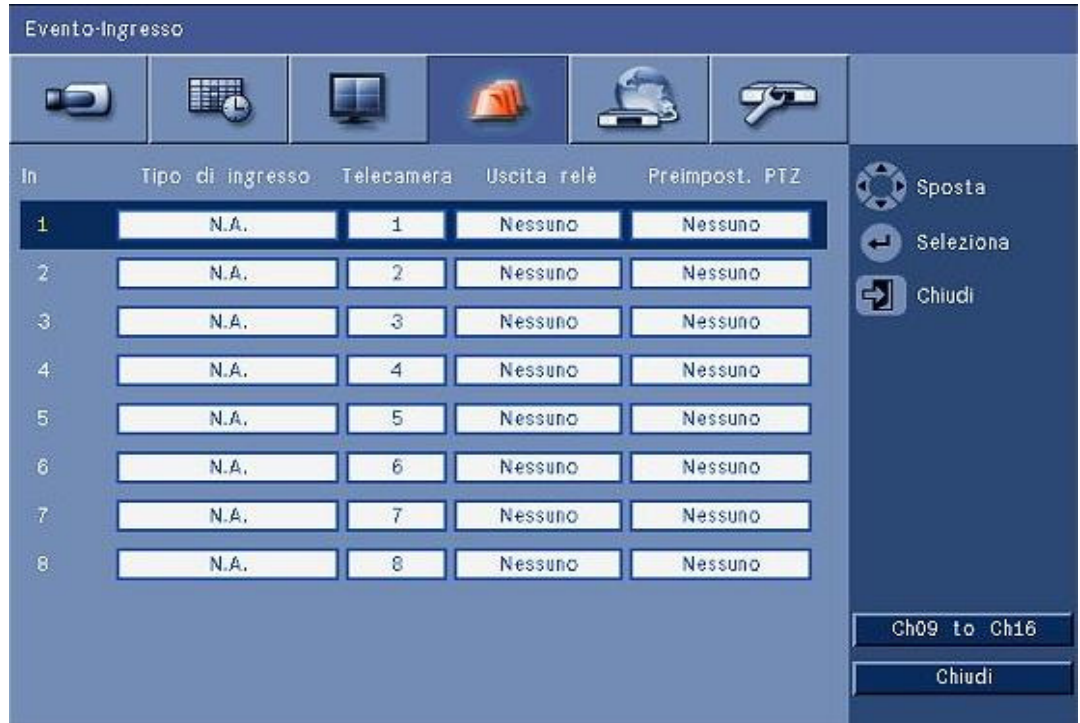 Evento-Ingresso
In Tipo di ingresso Telecamera Uscita relè Preimpost. PTZ
1 N.A. 1 Nessuno Nessuno
2 N.A. 2 Nessuno Nessuno
3 N.A. 3 Nessuno Nessuno
4 N.A. 4 Nessuno Nessuno
5 N.A. 5 Nessuno Nessuno
6 N.A. 6 Nessuno Nessuno
7 N.A. 7 Nessuno Nessuno
8 N.A. 8 Nessuno Nessuno
Sposta
Seleziona
Chiudi
Ch09 to Ch16
Chiudi